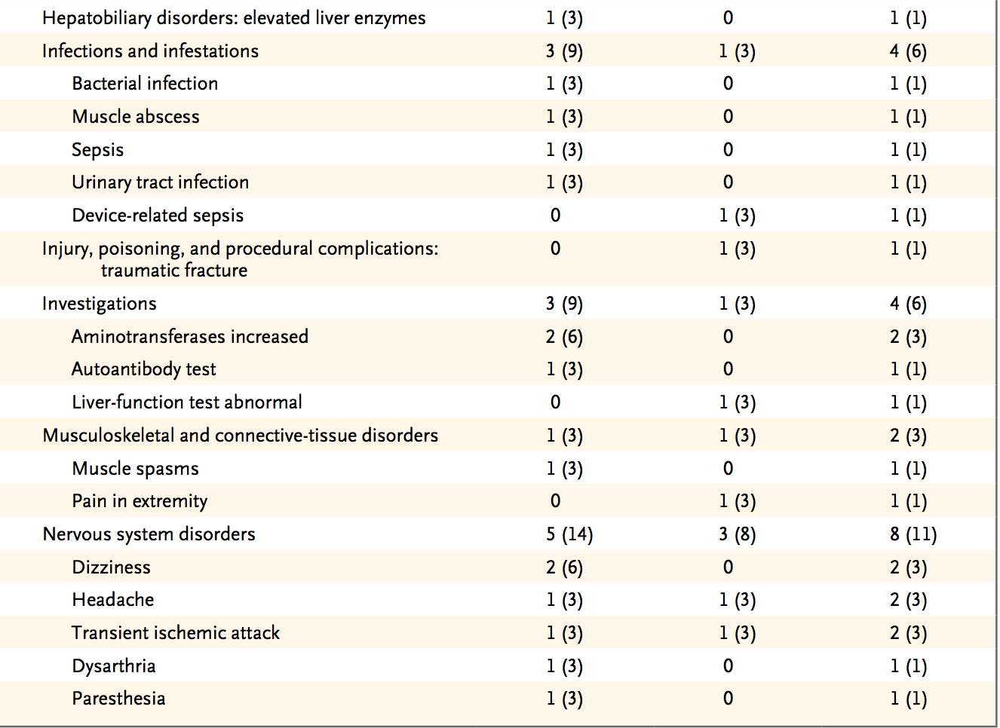 Hepatobiliary disorders: elevated liver enzymes 1 (3) 0 1 (1)
Infections and infestations 3 (9) 1 (3) 4 (6)
Bacterial infection 1 (3) 0 1 (1)
Muscle abscess 1 (3) 0 1 (1)
Sepsis 1 (3) 0 1 (1)
Urinary tract infection 1 (3) 0 1 (1)
Device-related sepsis 0 1 (3) 1 (1)
Injury, poisoning, and procedural complications: 0 1 (3) 1 (1)
traumatic fracture
Investigations 3 (9) 1 (3) 4 (6)
Aminotransferases increased 2 (6) 0 2 (3)
Autoantibody test 1 (3) 0 1 (1)
Liver-function test abnormal 0 1 (3) 1 (1)
Musculoskeletal and connective-tissue disorders 1 (3) 1 (3) 2 (3)
Muscle spasms 1 (3) 0 1 (1)
Pain in extremity 0 1 (3) 1 (1)
Nervous system disorders 5 (14) 3 (8) 8 (11)
Dizziness 2 (6) 0 2 (3)
Headache 1 (3) 1 (3) 2 (3)
Transient ischemic attack 1 (3) 1 (3) 2 (3)
Dysarthria 1 (3) 0 1 (1)
Paresthesia 1 (3) 0 1 (1)